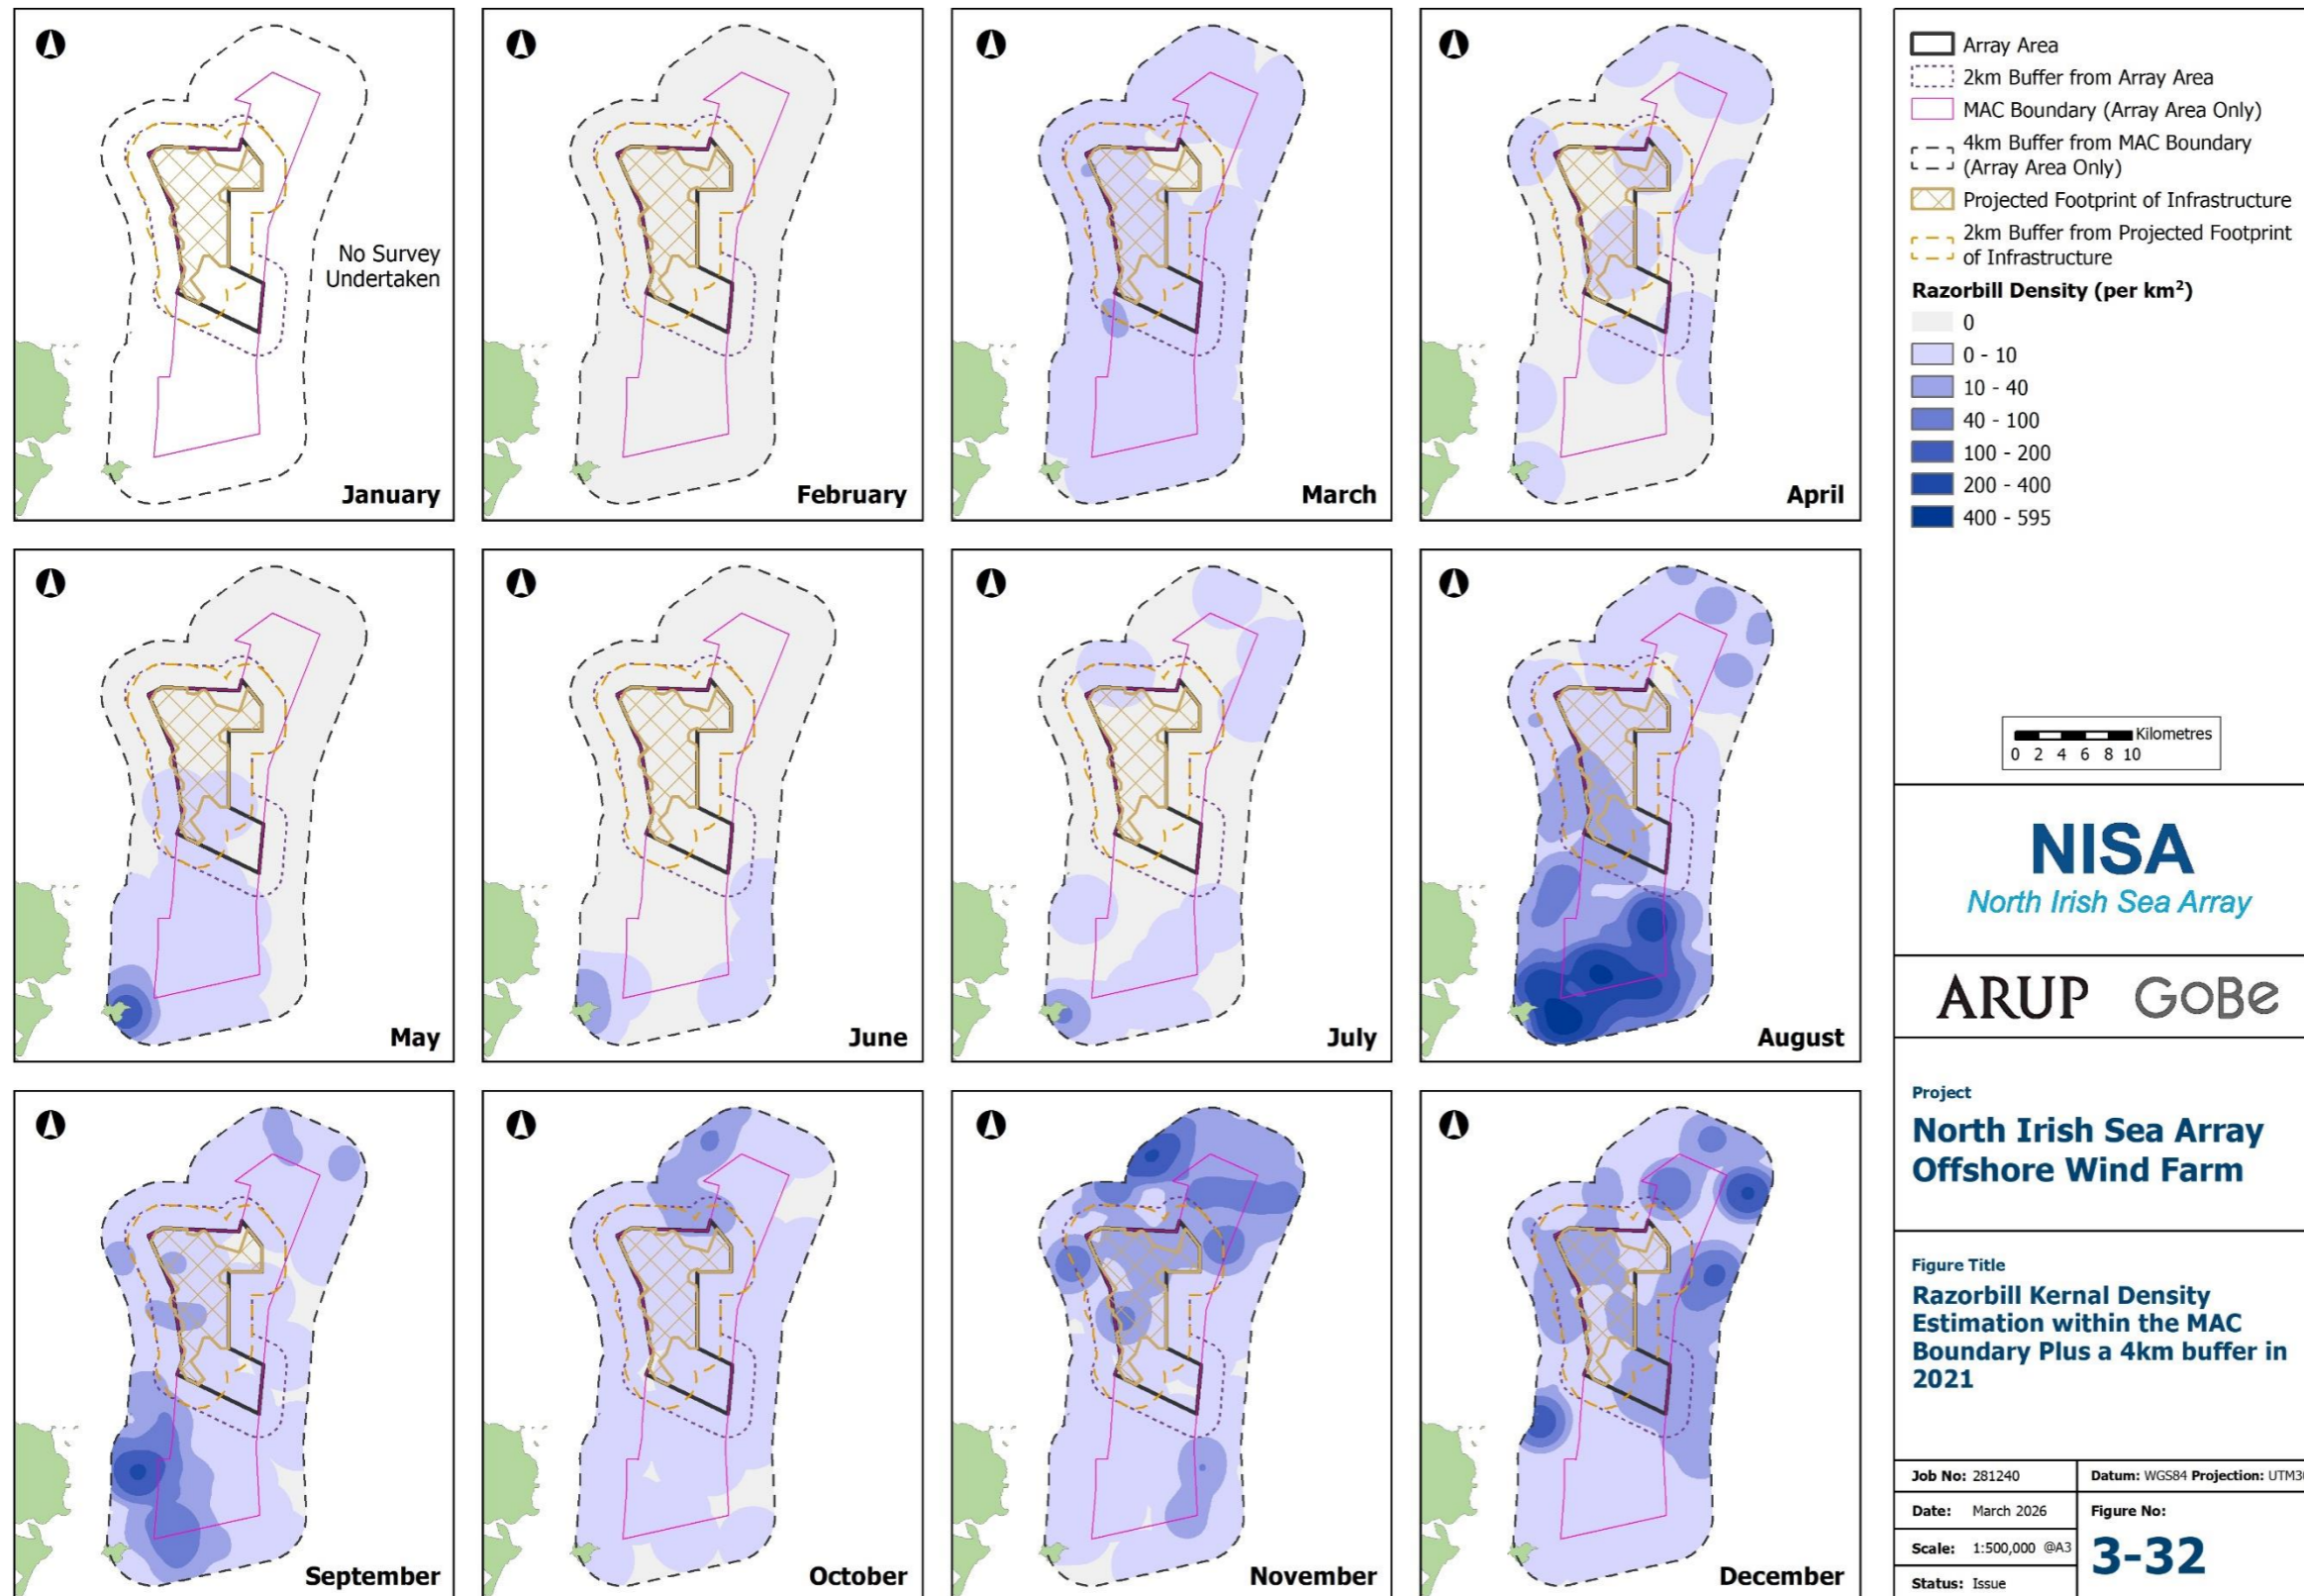 No Survey
Undertaken
January
February
March
April
May
June
July
August
September
October
November
December
Array Area
2km Buffer from Array Area
MAC Boundary (Array Area Only)
4km Buffer from MAC Boundary
(Array Area Only)
Projected Footprint of Infrastructure
2km Buffer from Projected Footprint
of Infrastructure
Razorbill Density (per km²)
0
0 - 10
10 - 40
40 - 100
100 - 200
200 - 400
400 - 595
Kilometres
0 2 4 6 8 10
NISA
North Irish Sea Array
ARUP GoBe
Project
North Irish Sea Array
Offshore Wind Farm
Figure Title
Razorbill Kernal Density
Estimation within the MAC
Boundary Plus a 4km buffer in
2021
Job No: 281240 Datum: WGS84 Projection:
Date: March 2026 Figure No:
Scale: 1:500,000 @A3 3-32
Status: Issue